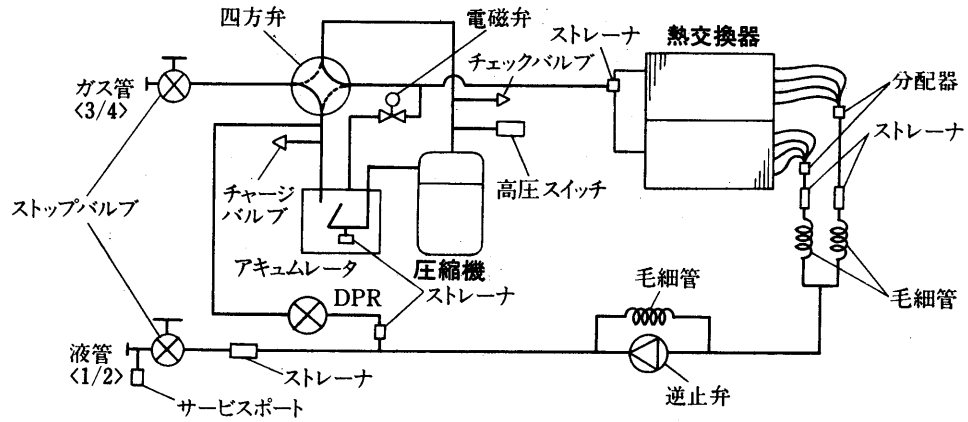 四方弁
電磁弁
ストレーナ
熱交換器
チェックバルブ
ガス管
<3/4>
分配器
ストレーナ
チャージ
バルブ
高圧スイッチ
ストップバルブ
アキュムレータ
圧縮機
ストレーナ
DPR
毛細管
毛細管
液管
<1/2>
ストレーナ
逆止弁
サービスポート